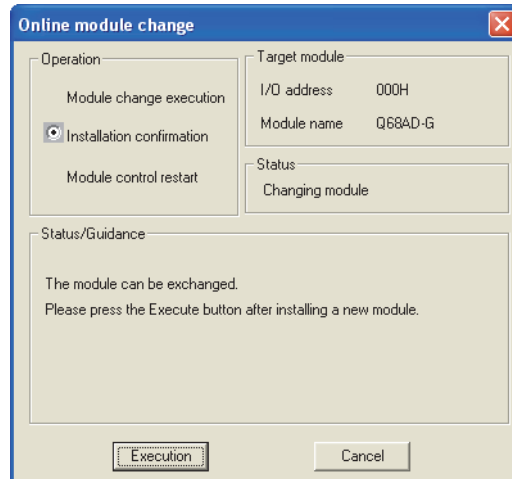 Online module change
Operation
Module change execution
Installation confirmation
Module control restart
Target module
I/O address 000H
Module name Q68AD-G
Status
Changing module
Status/Guidance
The module can be exchanged.
Please press the Execute button after installing a new module.
Execution
Cancel